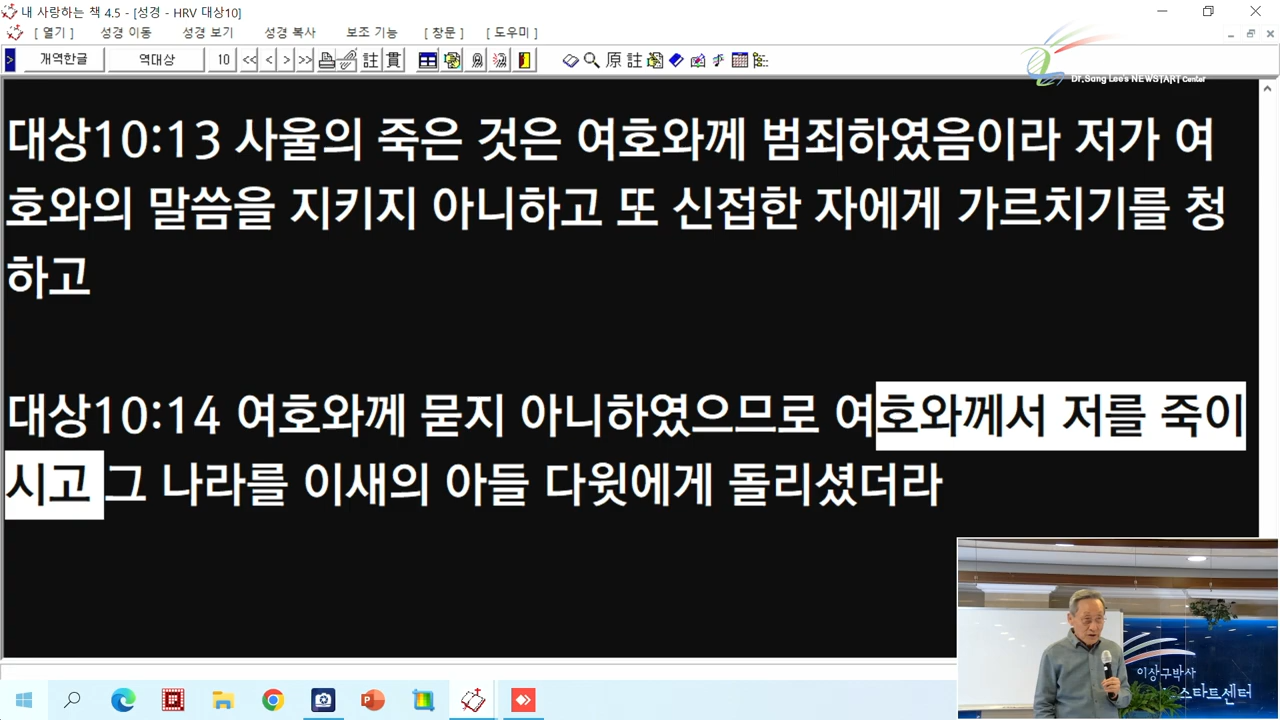 내 사랑하는 책 4.5 - [성경 - HRV 대상10]
[ 열기 ] 성경 이동 성경 보기 성경 복사 보조 기능 [ 창문 ] [ 도우미 ]
> 개역한글 역대상 10 << < > >> 註 貫 原 註
Dr.Sang Lee's NEWSTART Center
대상10:13 사울의 죽은 것은 여호와께 범죄하였음이라 저가 여
호와의 말씀을 지키지 아니하고 또 신접한 자에게 가르치기를 청
하고
대상10:14 여호와께 묻지 아니하였으므로 여호와께서 저를 죽이
시고 그 나라를 이새의 아들 다윗에게 돌리셨더라
이상구박사
스타트센터